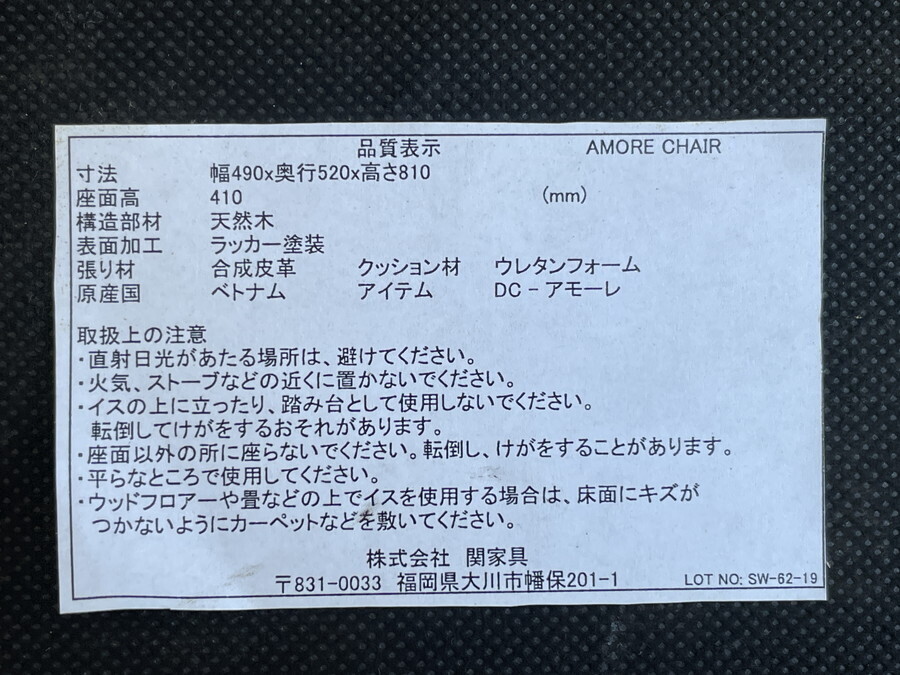 品質表示 AMORE CHAIR
寸法 幅490x奥行520x高さ810
座面高 410 (mm)
構造部材 天然木
表面加工 ラッカー塗装
張り材 合成皮革 クッション材 ウレタンフォーム
原産国 ベトナム アイテム DC-アモーレ
取扱上の注意
・直射日光があたる場所は、避けてください。
・火気、ストーブなどの近くに置かないでください。
・イスの上に立ったり、踏み台として使用しないでください。
転倒してけがをするおそれがあります。
・座面以外の所に座らないでください。転倒し、けがをすることがあります。
・平らなところで使用してください。
・ウッドフロアーや畳などの上でイスを使用する場合は、床面にキズが
つかないようにカーペットなどを敷いてください。
株式会社 関家具
〒831-0033 福岡県大川市幡保201-1 LOT NO: SW-62-19